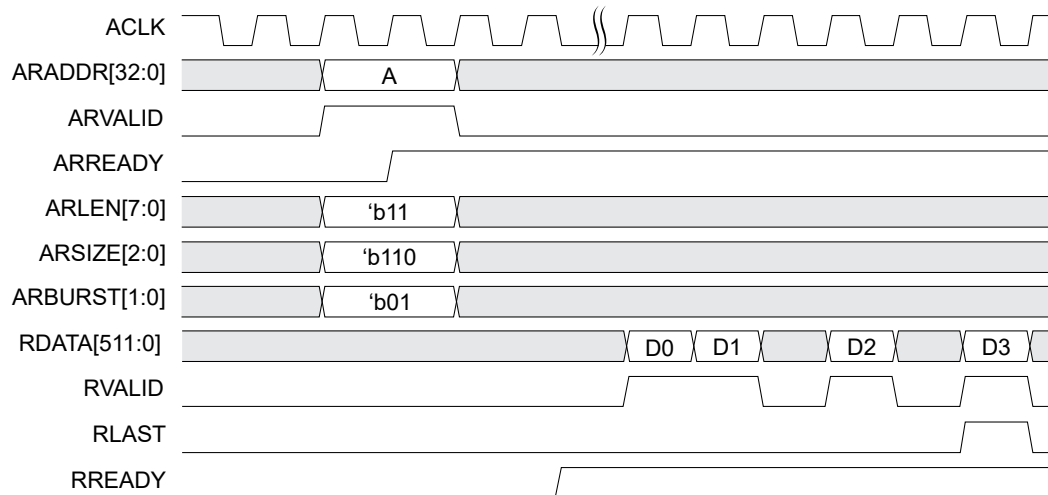 ACLK
ARADDR[32:0] A
ARVALID
ARREADY
ARLEN[7:0] ‘b11
ARSIZE[2:0] ‘b110
ARBURST[1:0] ‘b01
RDATA[511:0] D0 D1 D2 D3
RVALID
RLAST
RREADY